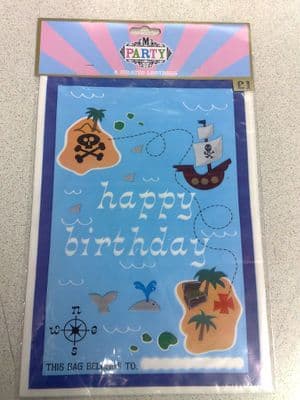 M
PARTY
£1
happy
birthday
n
w e
s
THIS BAG BELONGS TO: